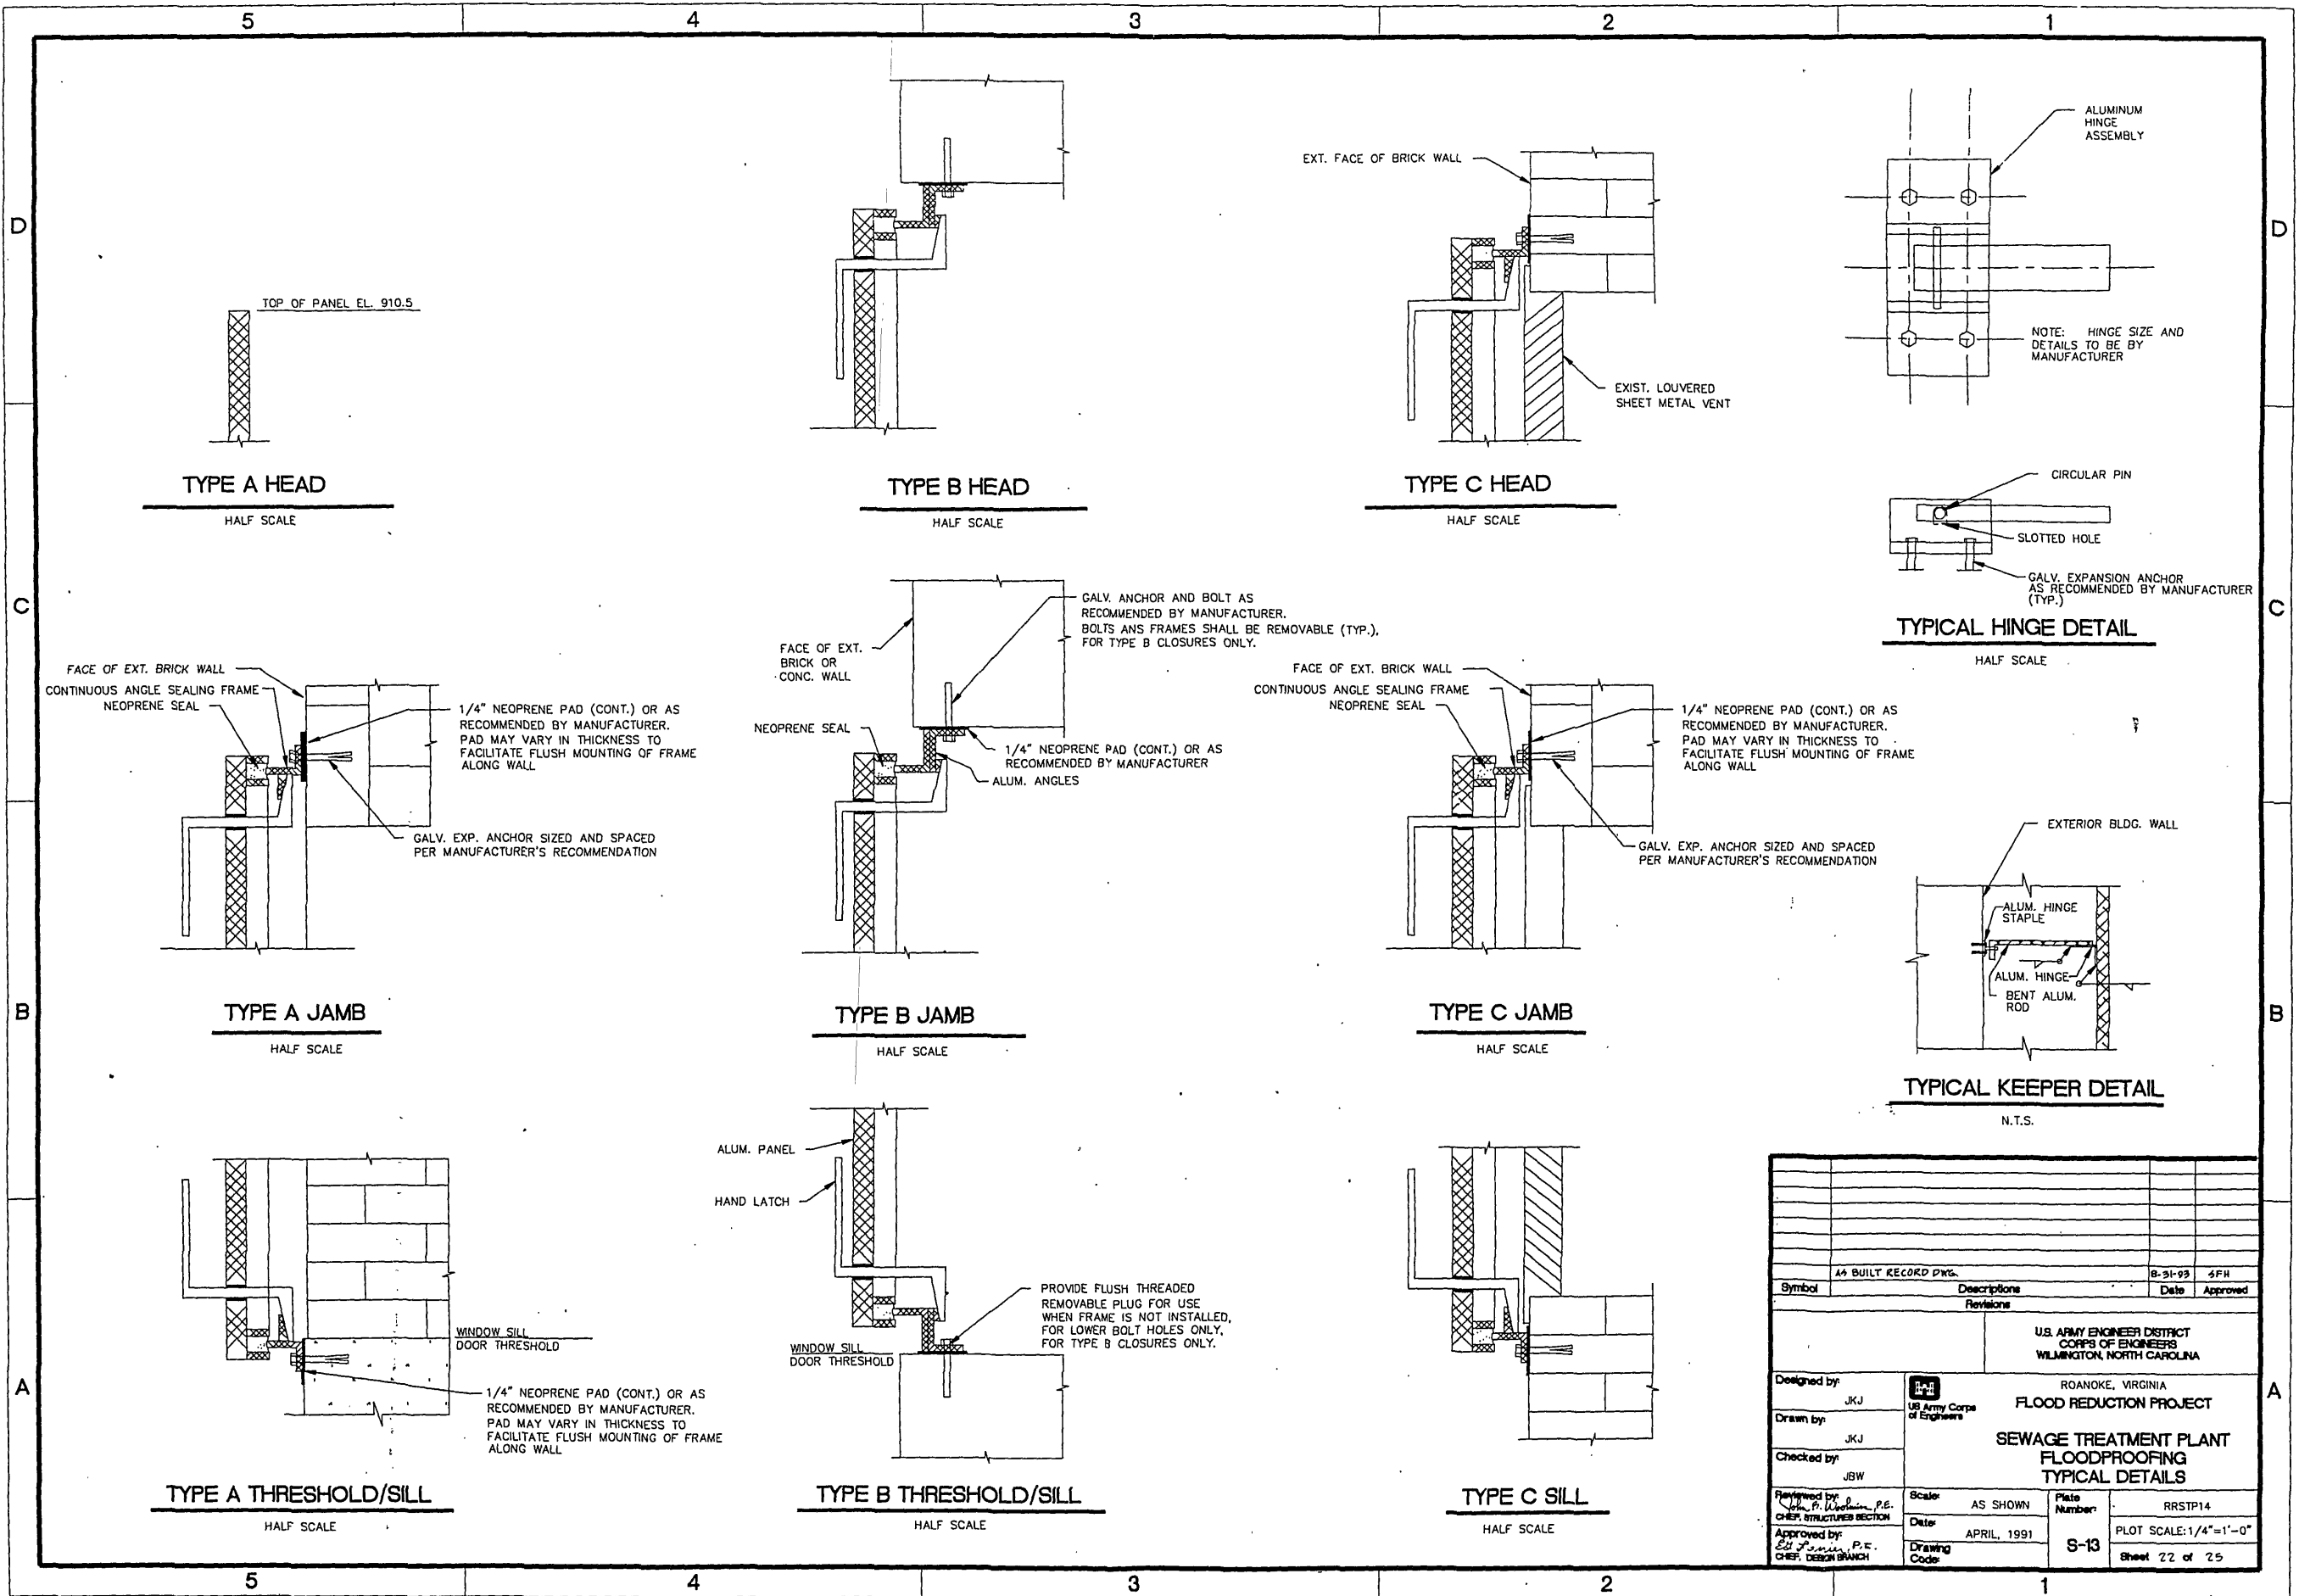 5
4
3
2
1
D
D
C
C
B
B
A
A
TOP OF PANEL EL. 910.5
TYPE A HEAD
HALF SCALE
TYPE B HEAD
HALF SCALE
EXT. FACE OF BRICK WALL
EXIST. LOUVERED
SHEET METAL VENT
TYPE C HEAD
HALF SCALE
ALUMINUM
HINGE
ASSEMBLY
NOTE: HINGE SIZE AND
DETAILS TO BE BY
MANUFACTURER
CIRCULAR PIN
SLOTTED HOLE
GALV. EXPANSION ANCHOR
AS RECOMMENDED BY MANUFACTURER
(TYP.)
TYPICAL HINGE DETAIL
HALF SCALE
FACE OF EXT. BRICK WALL
CONTINUOUS ANGLE SEALING FRAME
NEOPRENE SEAL
1/4" NEOPRENE PAD (CONT.) OR AS
RECOMMENDED BY MANUFACTURER.
PAD MAY VARY IN THICKNESS TO
FACILITATE FLUSH MOUNTING OF FRAME
ALONG WALL
GALV. EXP. ANCHOR SIZED AND SPACED
PER MANUFACTURER'S RECOMMENDATION
TYPE A JAMB
HALF SCALE
FACE OF EXT.
BRICK OR
CONC. WALL
GALV. ANCHOR AND BOLT AS
RECOMMENDED BY MANUFACTURER.
BOLTS ANS FRAMES SHALL BE REMOVABLE (TYP.),
FOR TYPE B CLOSURES ONLY.
NEOPRENE SEAL
1/4" NEOPRENE PAD (CONT.) OR AS
RECOMMENDED BY MANUFACTURER
ALUM. ANGLES
TYPE B JAMB
HALF SCALE
FACE OF EXT. BRICK WALL
CONTINUOUS ANGLE SEALING FRAME
NEOPRENE SEAL
1/4" NEOPRENE PAD (CONT.) OR AS
RECOMMENDED BY MANUFACTURER.
PAD MAY VARY IN THICKNESS TO
FACILITATE FLUSH MOUNTING OF FRAME
ALONG WALL
GALV. EXP. ANCHOR SIZED AND SPACED
PER MANUFACTURER'S RECOMMENDATION
TYPE C JAMB
HALF SCALE
EXTERIOR BLDG. WALL
ALUM. HINGE
STAPLE
ALUM. HINGE
BENT ALUM.
ROD
TYPICAL KEEPER DETAIL
N.T.S.
WINDOW SILL
DOOR THRESHOLD
1/4" NEOPRENE PAD (CONT.) OR AS
RECOMMENDED BY MANUFACTURER.
PAD MAY VARY IN THICKNESS TO
FACILITATE FLUSH MOUNTING OF FRAME
ALONG WALL
TYPE A THRESHOLD/SILL
HALF SCALE
ALUM. PANEL
HAND LATCH
PROVIDE FLUSH THREADED
REMOVABLE PLUG FOR USE
WHEN FRAME IS NOT INSTALLED,
FOR LOWER BOLT HOLES ONLY,
FOR TYPE B CLOSURES ONLY.
WINDOW SILL
DOOR THRESHOLD
TYPE B THRESHOLD/SILL
HALF SCALE
TYPE C SILL
HALF SCALE
AS BUILT RECORD DWG. 8-31-93 SFH
Symbol Descriptions Date Approved
Revisions
U.S. ARMY ENGINEER DISTRICT
CORPS OF ENGINEERS
WILMINGTON, NORTH CAROLINA
Designed by:
JKJ
Drawn by:
JKJ
Checked by:
JBW
US Army Corps
of Engineers
ROANOKE, VIRGINIA
FLOOD REDUCTION PROJECT
SEWAGE TREATMENT PLANT
FLOODPROOFING
TYPICAL DETAILS
Reviewed by:
P.E.
CHIEF, STRUCTURES SECTION
Approved by:
P.E.
CHIEF, DESIGN BRANCH
Scale:
AS SHOWN
Date:
APRIL, 1991
Drawing
Code:
Plate
Number:
S-13
RRSTP14
PLOT SCALE: 1/4"=1'-0"
Sheet 22 of 25
5
4
3
2
1